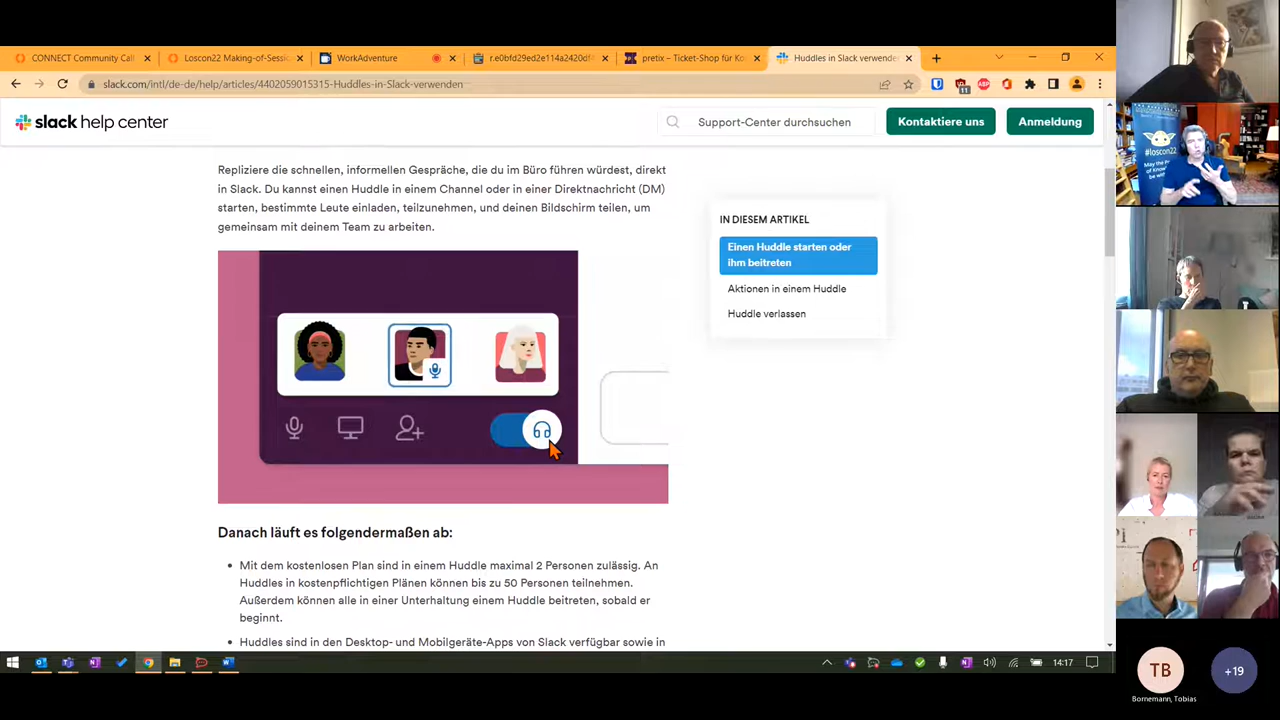 CONNECT Community Call
Loscon22 Making-of-Sessi
WorkAdventure
r.e0bfd29ed2e114a2420df
pretix – Ticket-Shop für Ko
Huddles in Slack verwende
slack.com/intl/de-de/help/articles/4402059015315-Huddles-in-Slack-verwenden
11
ABP
slack help center
Support-Center durchsuchen
Kontaktiere uns
Anmeldung
Repliziere die schnellen, informellen Gespräche, die du im Büro führen würdest, direkt
in Slack. Du kannst einen Huddle in einem Channel oder in einer Direktnachricht (DM)
starten, bestimmte Leute einladen, teilzunehmen, und deinen Bildschirm teilen, um
gemeinsam mit deinem Team zu arbeiten.
IN DIESEM ARTIKEL
Einen Huddle starten oder
ihm beitreten
Aktionen in einem Huddle
Huddle verlassen
Danach läuft es folgendermaßen ab:
Mit dem kostenlosen Plan sind in einem Huddle maximal 2 Personen zulässig. An
Huddles in kostenpflichtigen Plänen können bis zu 50 Personen teilnehmen.
Außerdem können alle in einer Unterhaltung einem Huddle beitreten, sobald er
beginnt.
Huddles sind in den Desktop- und Mobilgeräte-Apps von Slack verfügbar sowie in
14:17
#loscon22
May the
TB
Bornemann, Tobias
+19